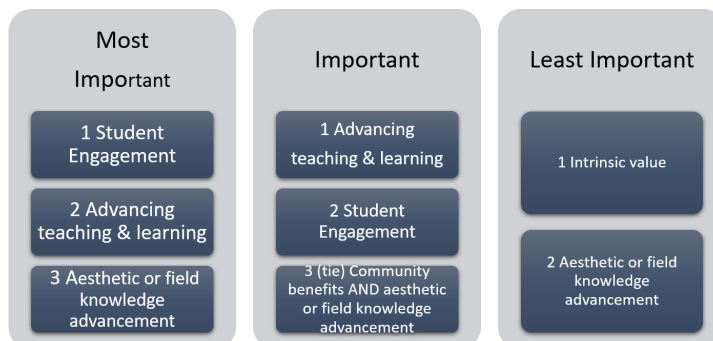 Most
Important
1 Student
Engagement
2 Advancing
teaching & learning
3 Aesthetic or field
knowledge
advancement
Important
1 Advancing
teaching & learning
2 Student
Engagement
3 (tie) Community
benefits AND aesthetic
or field knowledge
advancement
Least Important
1 Intrinsic value
2 Aesthetic or field
knowledge
advancement